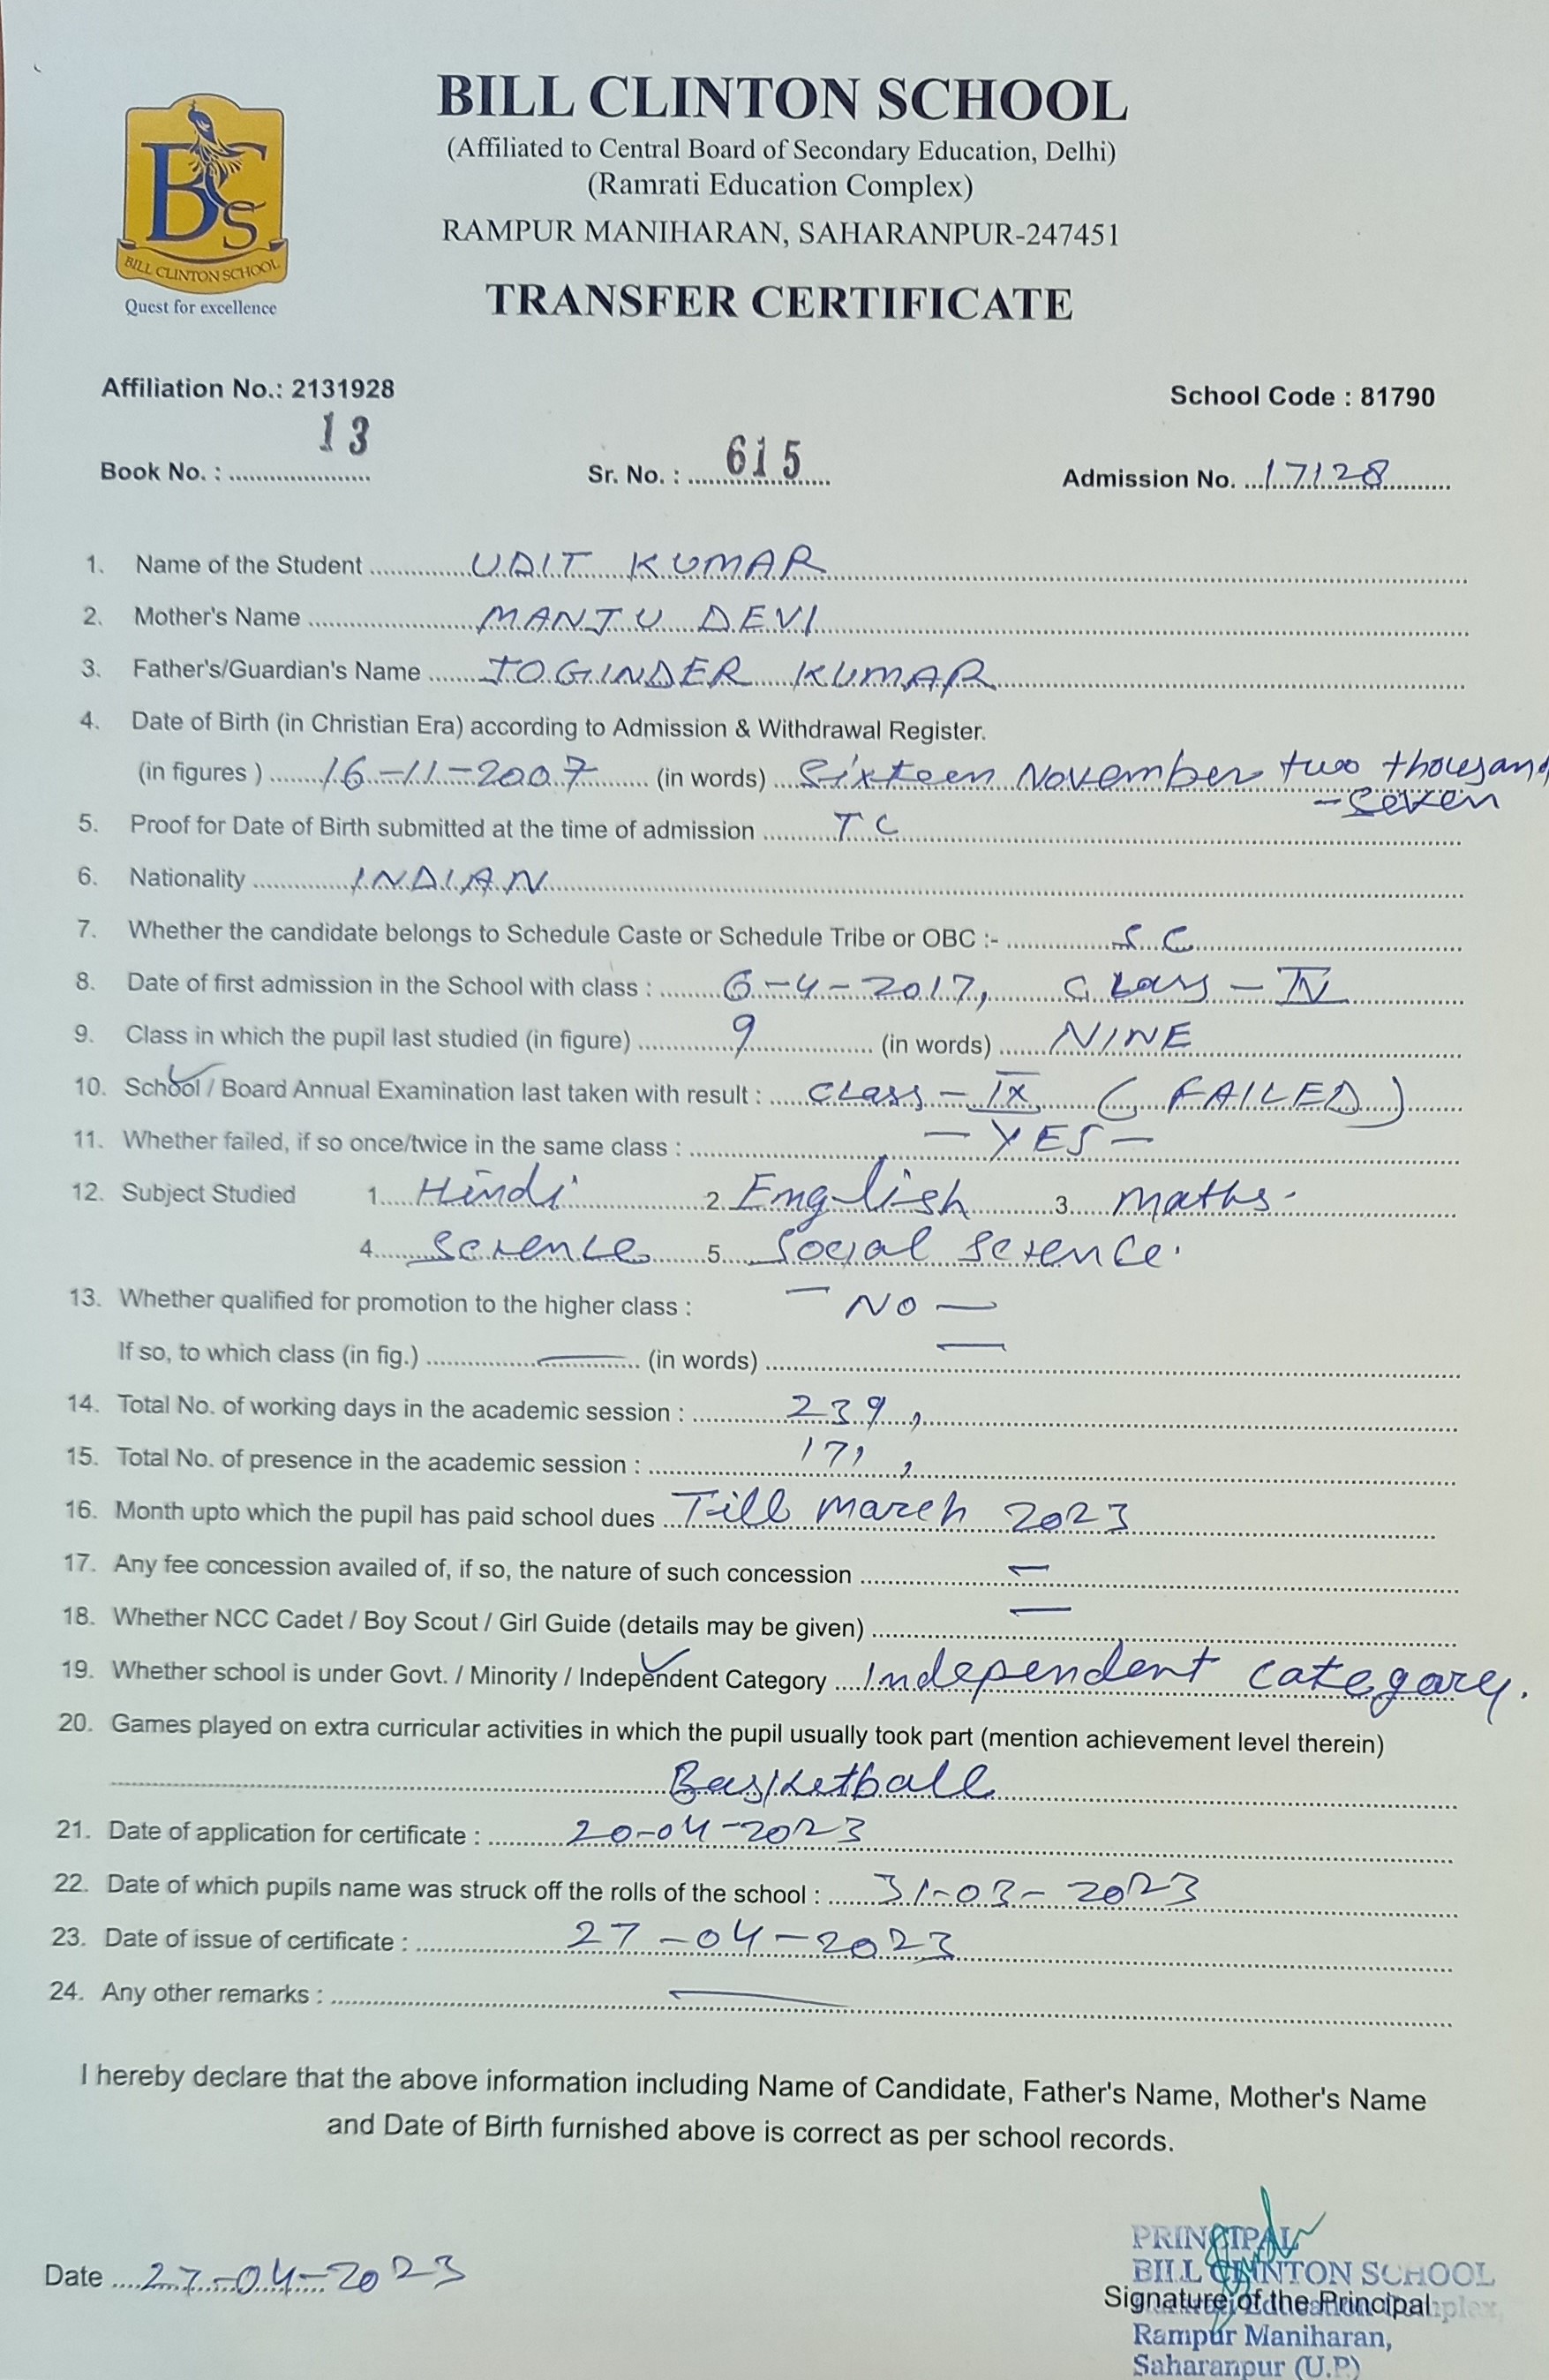 BILL CLINTON SCHOOL
(Affiliated to Central Board of Secondary Education, Delhi)
(Ramrati Education Complex)
RAMPUR MANIHARAN, SAHARANPUR-247451
BCS
BILL CLINTON SCHOOL
Quest for excellence
TRANSFER CERTIFICATE
Affiliation No.: 2131928 School Code : 81790
Book No. : 13 Sr. No. : 615 Admission No. 17128
1. Name of the Student UDIT KUMAR
2. Mother's Name MANJU DEVI
3. Father's/Guardian's Name JOGINDER KUMAR
4. Date of Birth (in Christian Era) according to Admission & Withdrawal Register.
(in figures ) 16-11-2007 (in words) Sixteen November two thousand
-Seven
5. Proof for Date of Birth submitted at the time of admission TC
6. Nationality INDIAN
7. Whether the candidate belongs to Schedule Caste or Schedule Tribe or OBC :- SC
8. Date of first admission in the School with class : 6-4-2017, Class - IV
9. Class in which the pupil last studied (in figure) 9 (in words) NINE
10. School / Board Annual Examination last taken with result : Class - IX (FAILED)
11. Whether failed, if so once/twice in the same class : - YES -
12. Subject Studied 1. Hindi 2. English 3. Maths.
4. Science 5. Social Science.
13. Whether qualified for promotion to the higher class : - NO -
If so, to which class (in fig.) — (in words) —
14. Total No. of working days in the academic session : 239,
15. Total No. of presence in the academic session : 171,
16. Month upto which the pupil has paid school dues Till March 2023
17. Any fee concession availed of, if so, the nature of such concession —
18. Whether NCC Cadet / Boy Scout / Girl Guide (details may be given) —
19. Whether school is under Govt. / Minority / Independent Category Independent Category.
20. Games played on extra curricular activities in which the pupil usually took part (mention achievement level therein)
Basketball
21. Date of application for certificate : 20-04-2023
22. Date of which pupils name was struck off the rolls of the school : 31-03-2023
23. Date of issue of certificate : 27-04-2023
24. Any other remarks : —
I hereby declare that the above information including Name of Candidate, Father's Name, Mother's Name
and Date of Birth furnished above is correct as per school records.
PRINCIPAL
BILL CLINTON SCHOOL
Date 27-04-2023 Signature of the Principal
Rampur Maniharan,
Saharanpur (U.P)